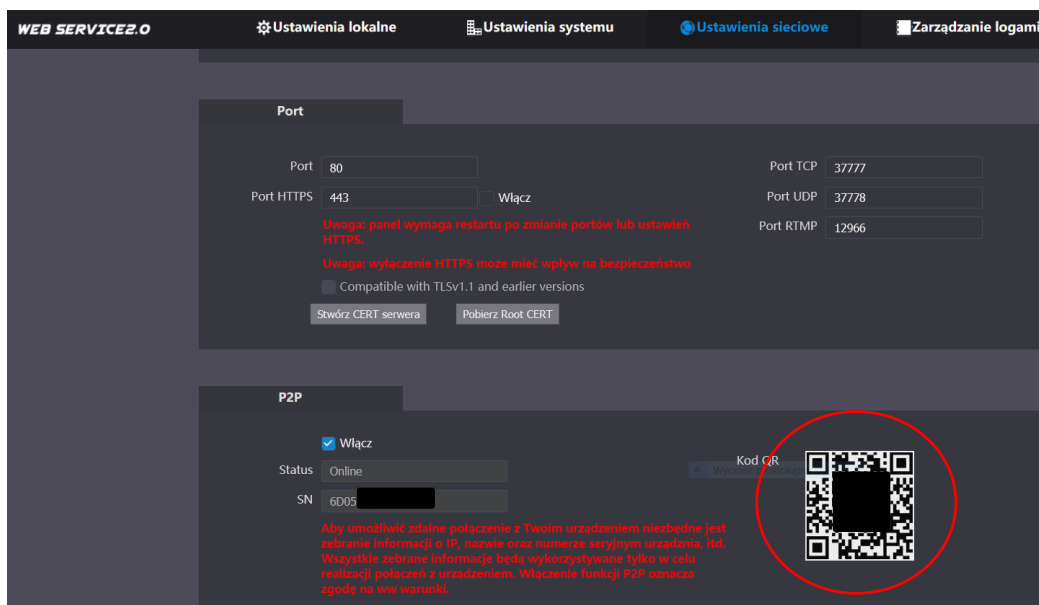 WEB SERVICE2.0
Ustawienia lokalne
Ustawienia systemu
Ustawienia sieciowe
Zarządzanie logami
Port
Port 80
Port TCP 37777
Port HTTPS 443 Włącz
Port UDP 37778
Uwaga: panel wymaga restartu po zmianie portów lub ustawień
HTTPS.
Port RTMP 12966
Uwaga: wyłączenie HTTPS może mieć wpływ na bezpieczeństwo
Compatible with TLSv1.1 and earlier versions
Stwórz CERT serwera
Pobierz Root CERT
P2P
Włącz
Status Online
Kod QR
SN 6D05
Aby umożliwić zdalne połączenie z Twoim urządzeniem niezbędne jest
zebranie informacji o IP, nazwie oraz numerze seryjnym urządznia, itd.
Wszystkie zebrane informacje będą wykorzystywane tylko w celu
realizacji połączeń z urządzeniem. Włączenie funkcji P2P oznacza
zgodę na ww warunki.